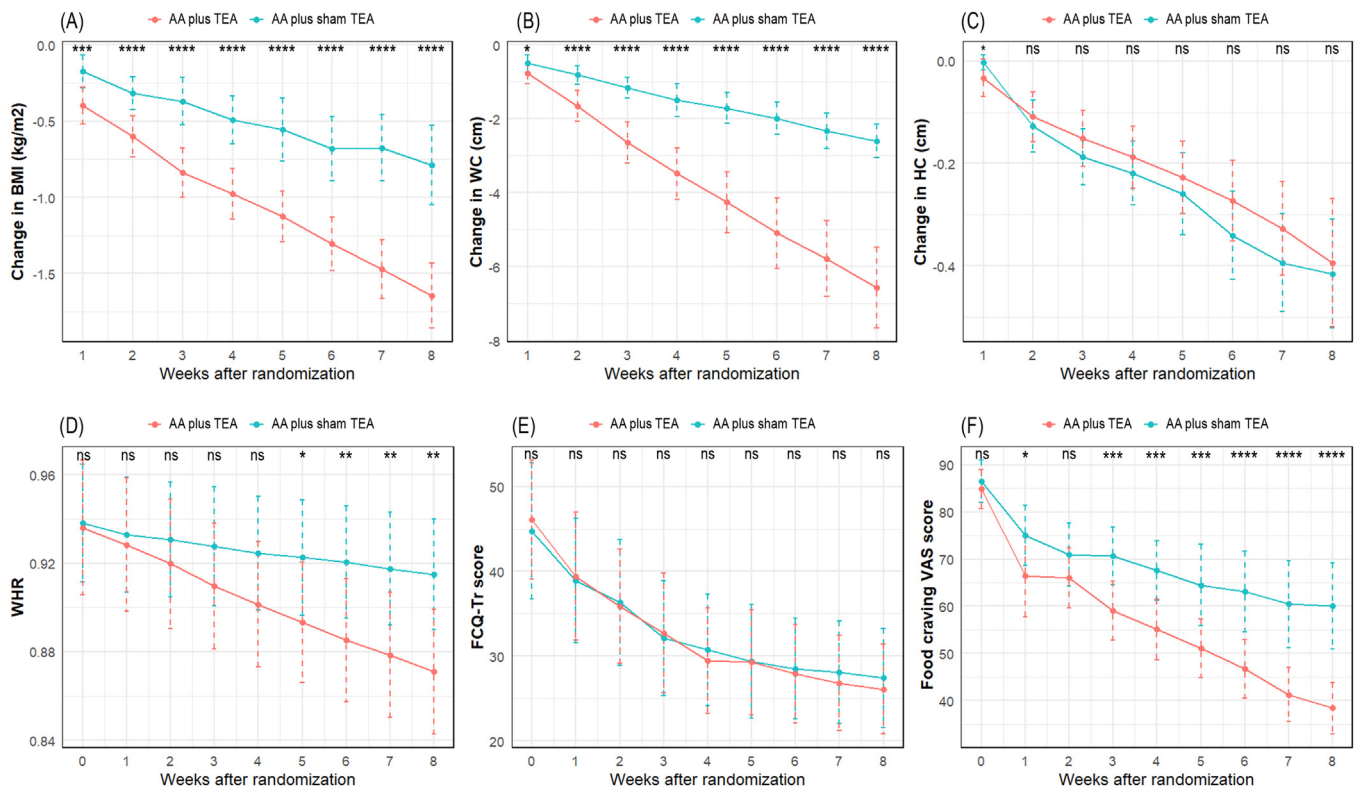 (A) AA plus TEA AA plus sham TEA
*** **** **** **** **** **** **** ****
0.0
-0.5
-1.0
-1.5
Change in BMI (kg/m2)
1 2 3 4 5 6 7 8
Weeks after randomization
(B) AA plus TEA AA plus sham TEA
* **** **** **** **** **** **** ****
0
-2
-4
-6
-8
Change in WC (cm)
1 2 3 4 5 6 7 8
Weeks after randomization
(C) AA plus TEA AA plus sham TEA
* ns ns ns ns ns ns ns
0.0
-0.2
-0.4
Change in HC (cm)
1 2 3 4 5 6 7 8
Weeks after randomization
(D) AA plus TEA AA plus sham TEA
ns ns ns ns ns * ** ** **
0.96
0.92
0.88
0.84
WHR
0 1 2 3 4 5 6 7 8
Weeks after randomization
(E) AA plus TEA AA plus sham TEA
ns ns ns ns ns ns ns ns ns
50
40
30
20
FCQ-Tr score
0 1 2 3 4 5 6 7 8
Weeks after randomization
(F) AA plus TEA AA plus sham TEA
ns * ns *** *** *** **** **** ****
90
80
70
60
50
40
Food craving VAS score
0 1 2 3 4 5 6 7 8
Weeks after randomization